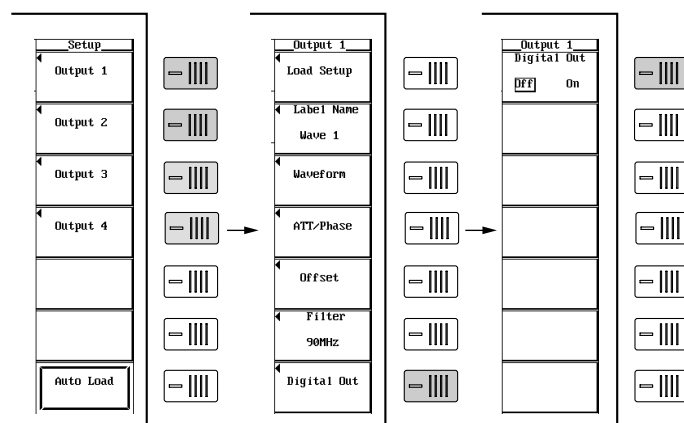 Setup
Output 1
Output 2
Output 3
Output 4
Auto Load
Output 1
Load Setup
Label Name
Wave 1
Waveform
ATT/Phase
Offset
Filter
90MHz
Digital Out
Output 1
Digital Out
Off On